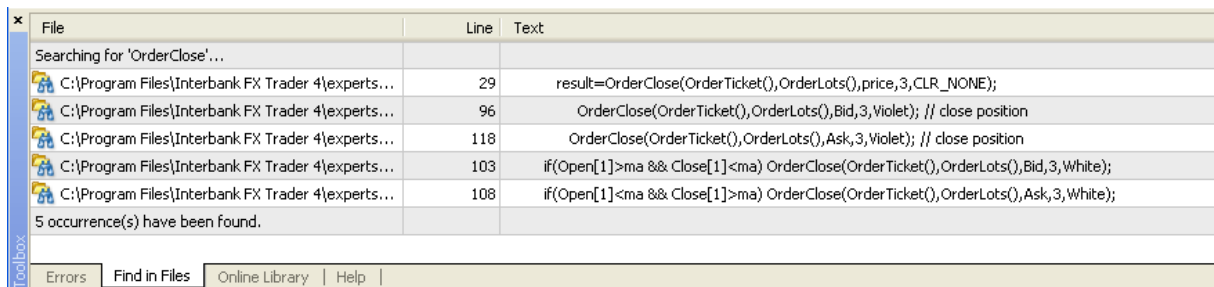 File Line Text
Searching for 'OrderClose'...
C:\Program Files\Interbank FX Trader 4\experts... 29 result=OrderClose(OrderTicket(),OrderLots(),price,3,CLR_NONE);
C:\Program Files\Interbank FX Trader 4\experts... 96 OrderClose(OrderTicket(),OrderLots(),Bid,3,Violet); // close position
C:\Program Files\Interbank FX Trader 4\experts... 118 OrderClose(OrderTicket(),OrderLots(),Ask,3,Violet); // close position
C:\Program Files\Interbank FX Trader 4\experts... 103 if(Open[1]>ma && Close[1]<ma) OrderClose(OrderTicket(),OrderLots(),Bid,3,White);
C:\Program Files\Interbank FX Trader 4\experts... 108 if(Open[1]<ma && Close[1]>ma) OrderClose(OrderTicket(),OrderLots(),Ask,3,White);
5 occurrence(s) have been found.
Toolbox
Errors Find in Files Online Library | Help |